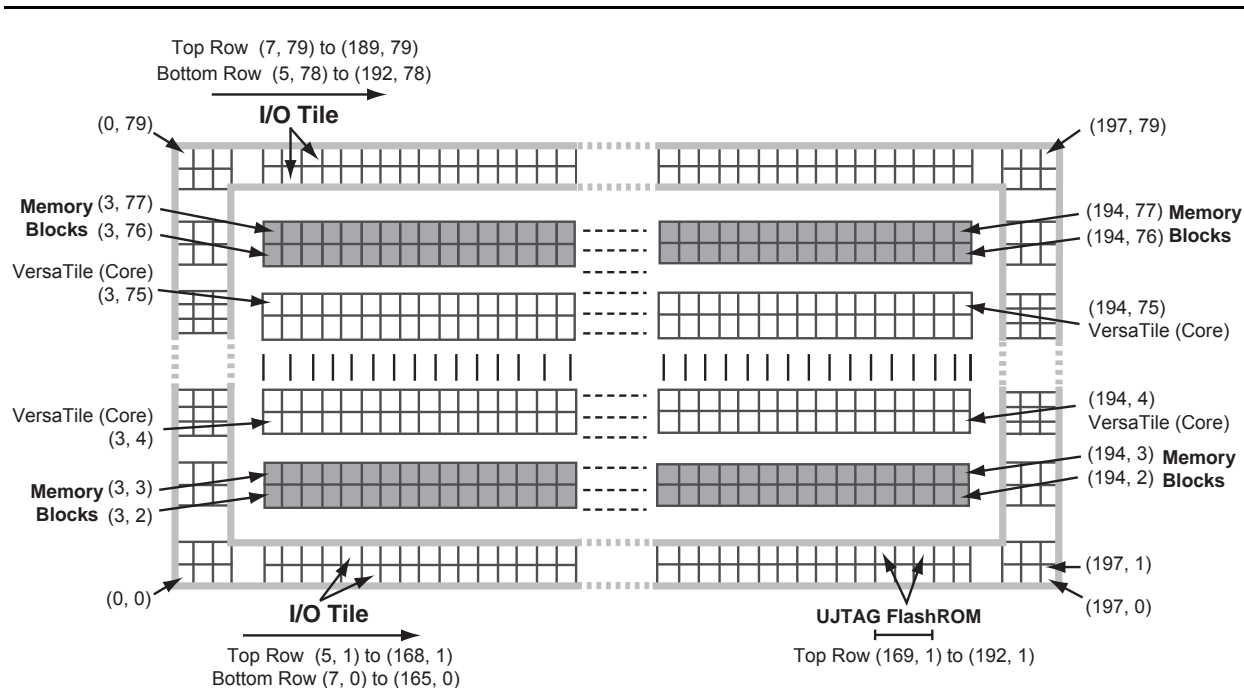 Top Row (7, 79) to (189, 79)
Bottom Row (5, 78) to (192, 78)
I/O Tile
(0, 79)
(197, 79)
Memory Blocks
(3, 77)
(3, 76)
(194, 77)
(194, 76)
Memory Blocks
VersaTile (Core)
(3, 75)
(194, 75)
VersaTile (Core)
VersaTile (Core)
(3, 4)
(194, 4)
VersaTile (Core)
Memory Blocks
(3, 3)
(3, 2)
(194, 3)
(194, 2)
Memory Blocks
(0, 0)
(197, 1)
(197, 0)
I/O Tile
Top Row (5, 1) to (168, 1)
Bottom Row (7, 0) to (165, 0)
UJTAG FlashROM
Top Row (169, 1) to (192, 1)